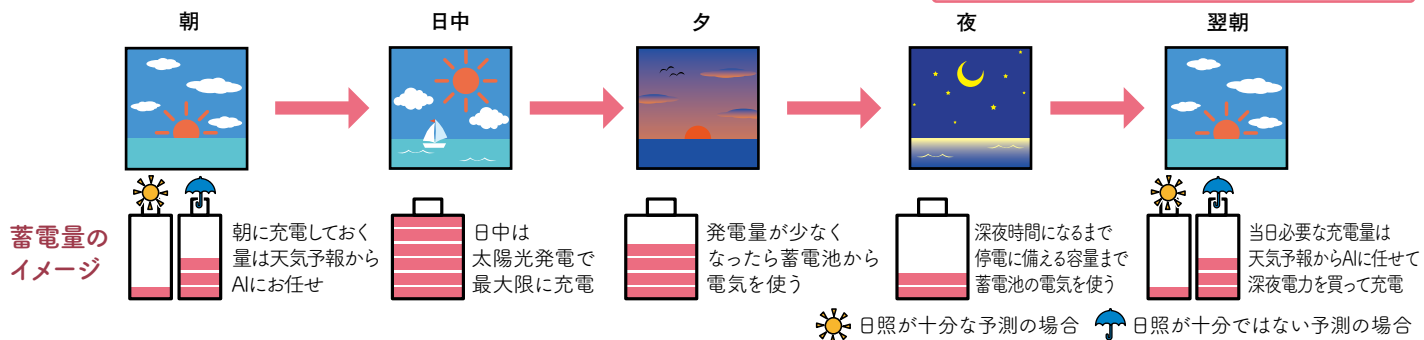 朝
日中
夕
夜
翌朝
蓄電量の
イメージ
朝に充電しておく
量は天気予報から
AIにお任せ
日中は
太陽光発電で
最大限に充電
発電量が少なく
なったら蓄電池から
電気を使う
深夜時間になるまで
停電に備える容量まで
蓄電池の電気を使う
当日必要な充電量は
天気予報からAIに任せて
深夜電力を買って充電
日照が十分な予測の場合
日照が十分ではない予測の場合